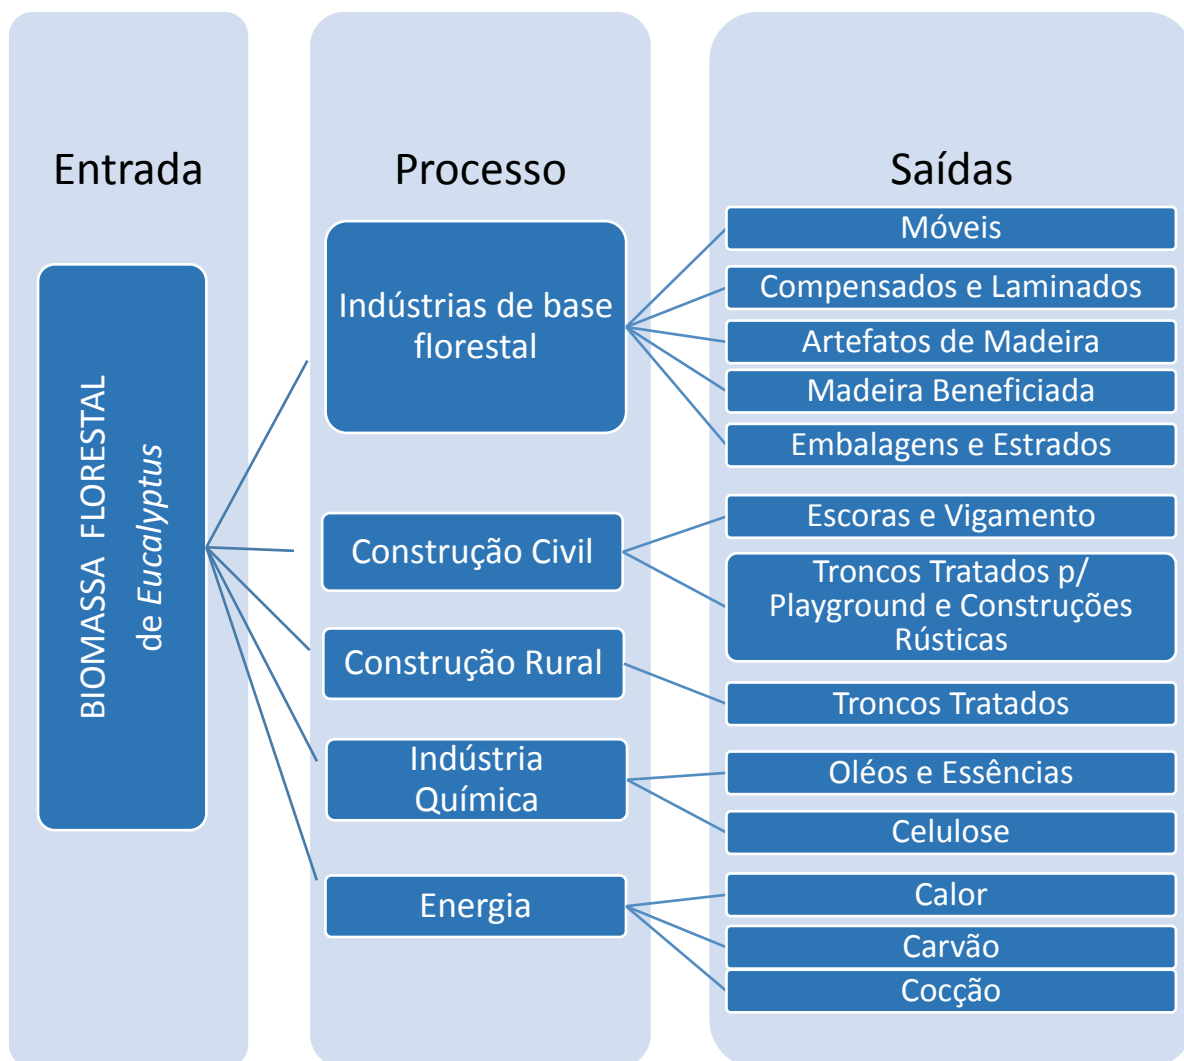 Entrada
BIOMASSA FLORESTAL
de Eucalyptus
Processo
Indústrias de base
florestal
Construção Civil
Construção Rural
Indústria
Química
Energia
Saídas
Móveis
Compensados e Laminados
Artefatos de Madeira
Madeira Beneficiada
Embalagens e Estrados
Escoras e Vigamento
Troncos Tratados p/
Playground e Construções
Rústicas
Troncos Tratados
Oléos e Essências
Celulose
Calor
Carvão
Cocção